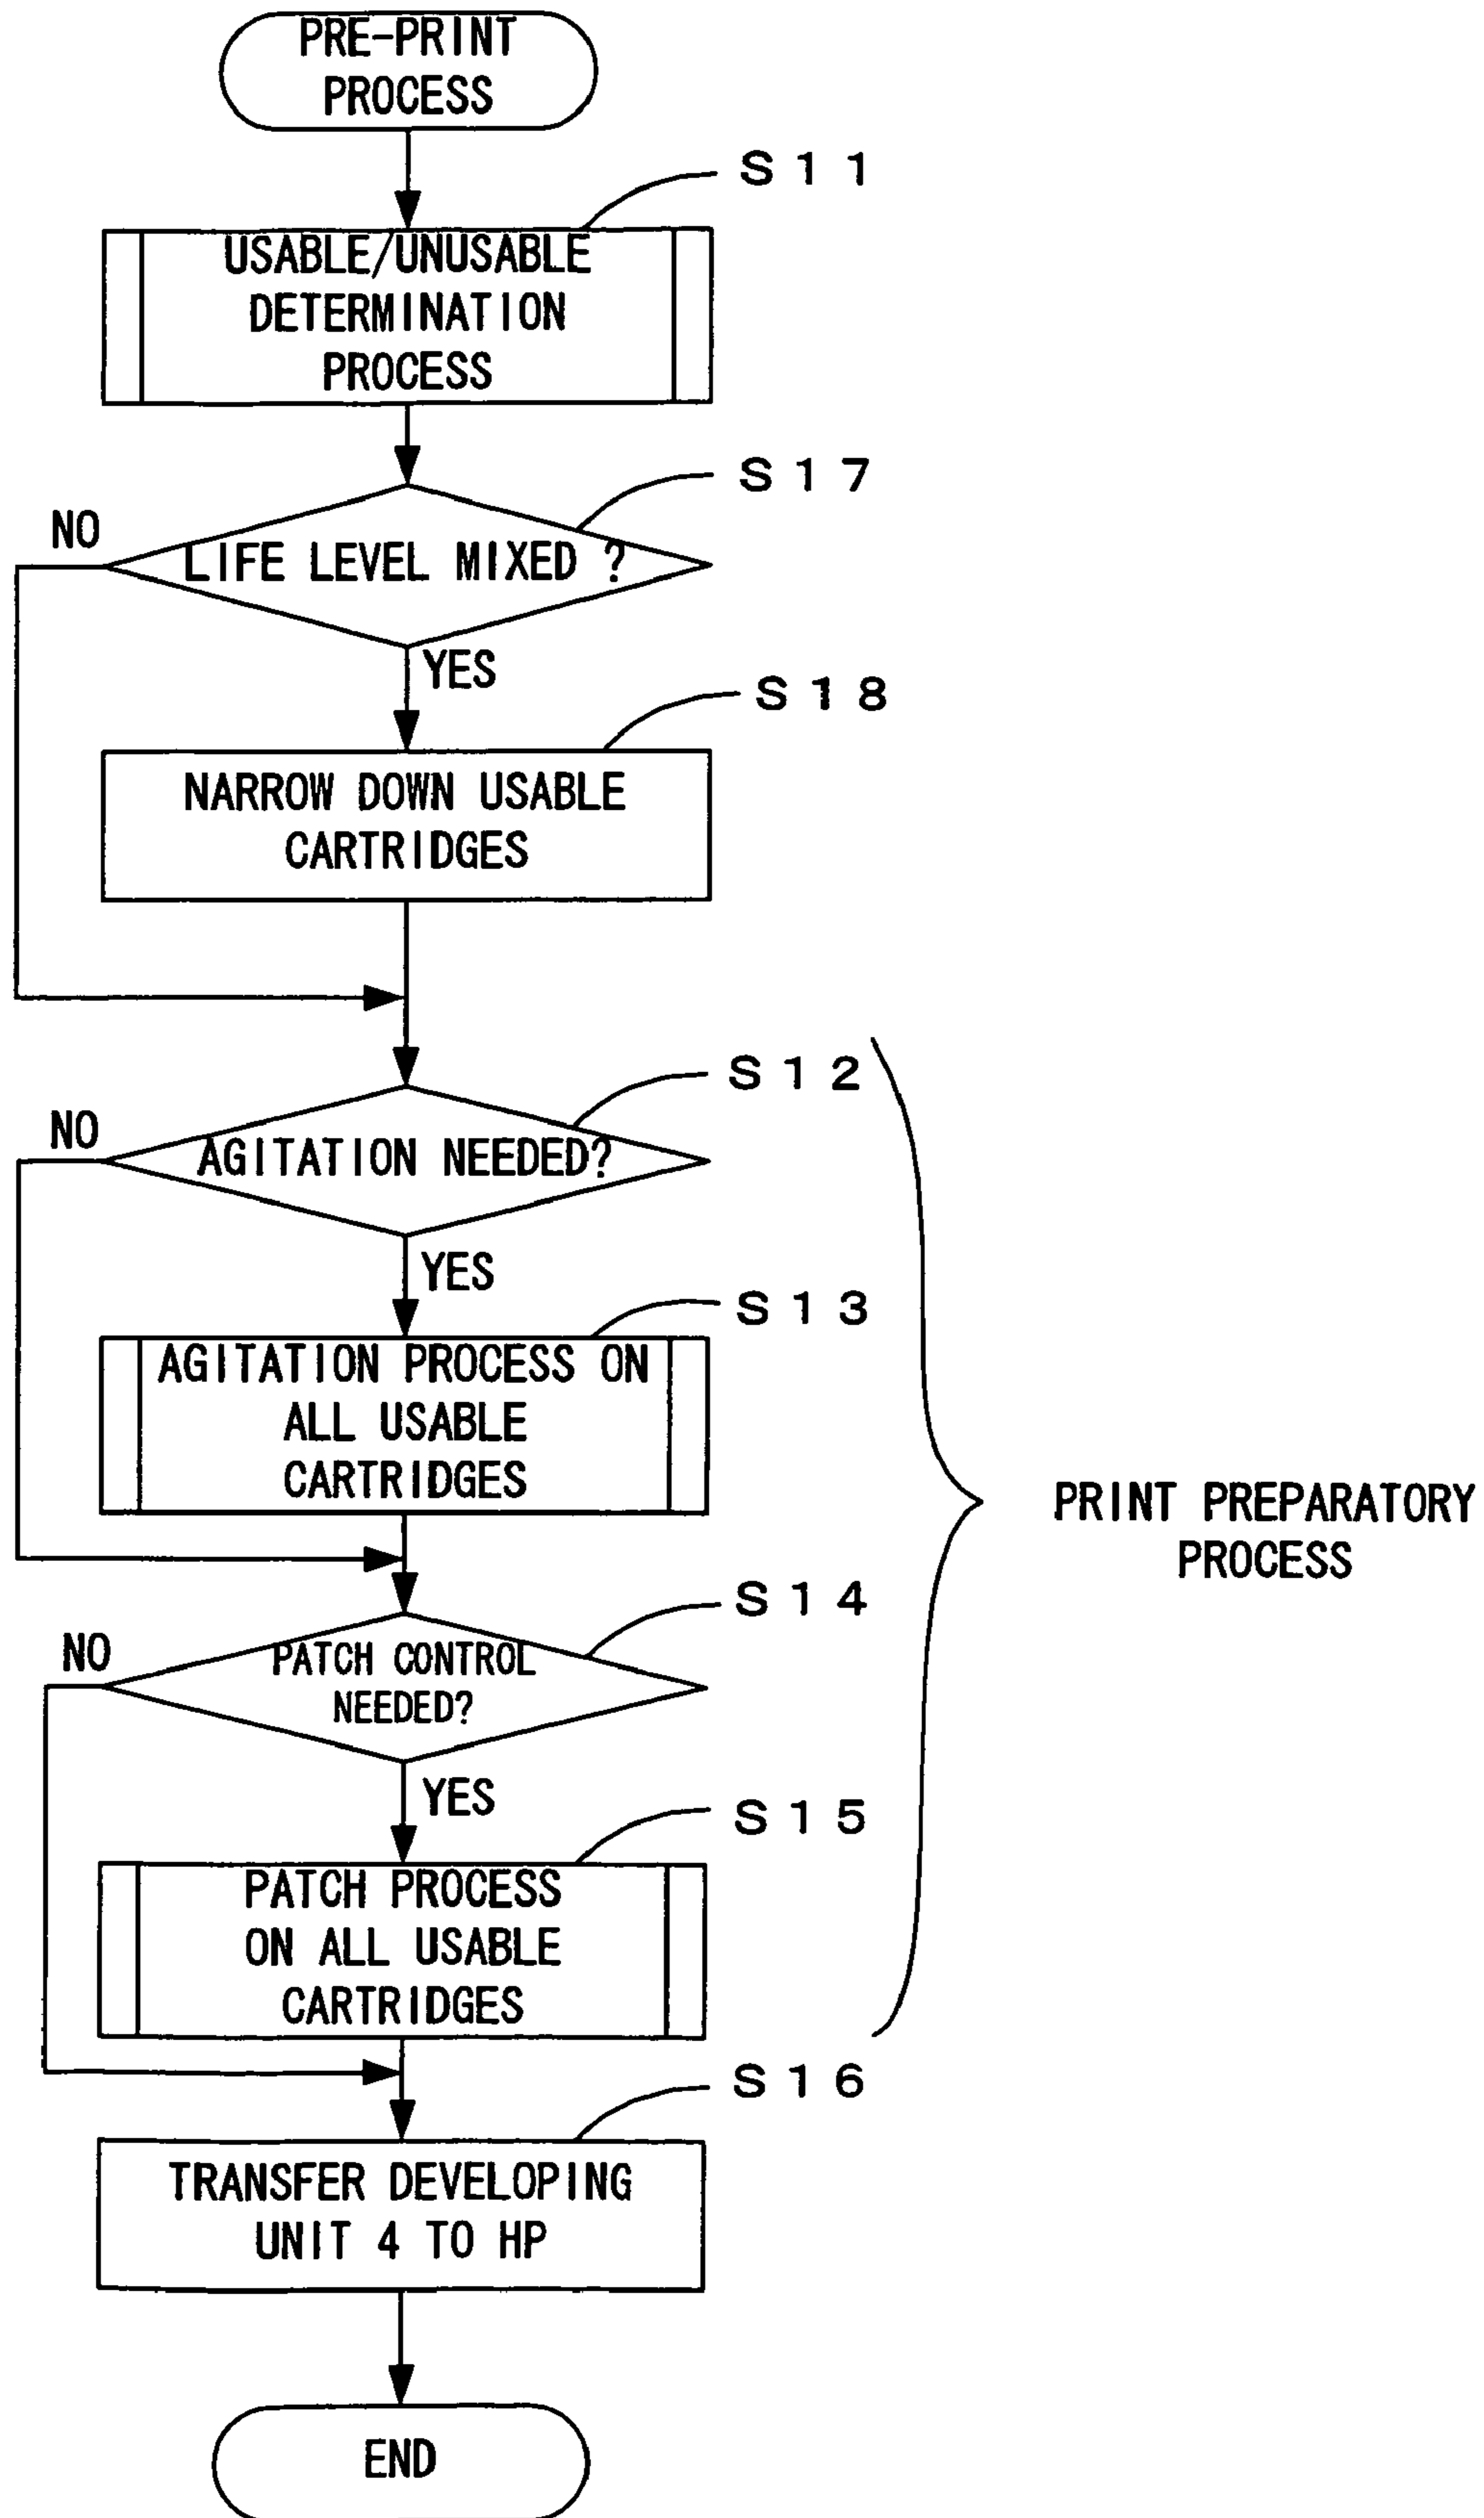 PRE-PRINT
PROCESS
S11
USABLE/UNUSABLE
DETERMINATION
PROCESS
S17
NO
LIFE LEVEL MIXED ?
YES
S18
NARROW DOWN USABLE
CARTRIDGES
S12
NO
AGITATION NEEDED?
YES
S13
AGITATION PROCESS ON
ALL USABLE
CARTRIDGES
PRINT PREPARATORY
PROCESS
S14
NO
PATCH CONTROL
NEEDED?
YES
S15
PATCH PROCESS
ON ALL USABLE
CARTRIDGES
S16
TRANSFER DEVELOPING
UNIT 4 TO HP
END